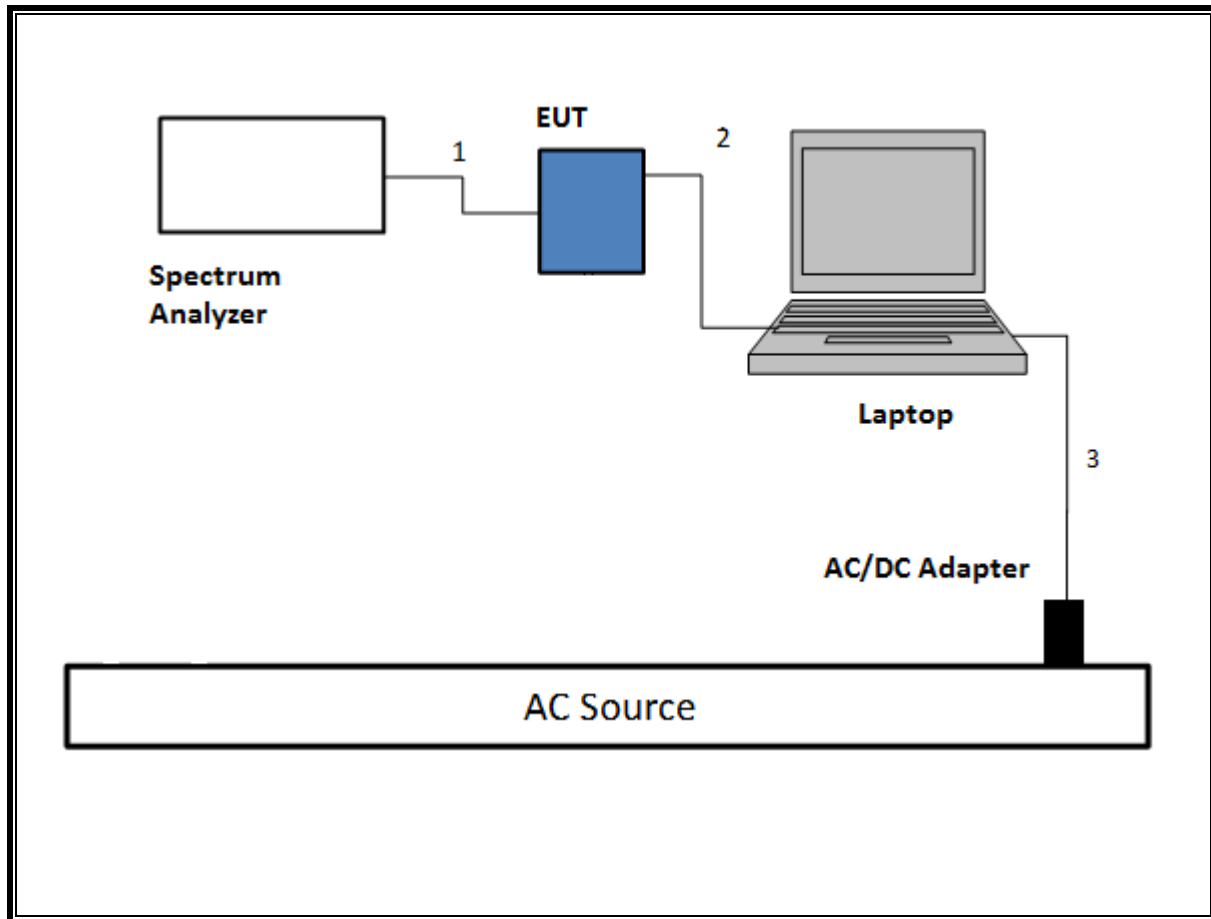 EUT
1
2
Spectrum
Analyzer
Laptop
3
AC/DC Adapter
AC Source